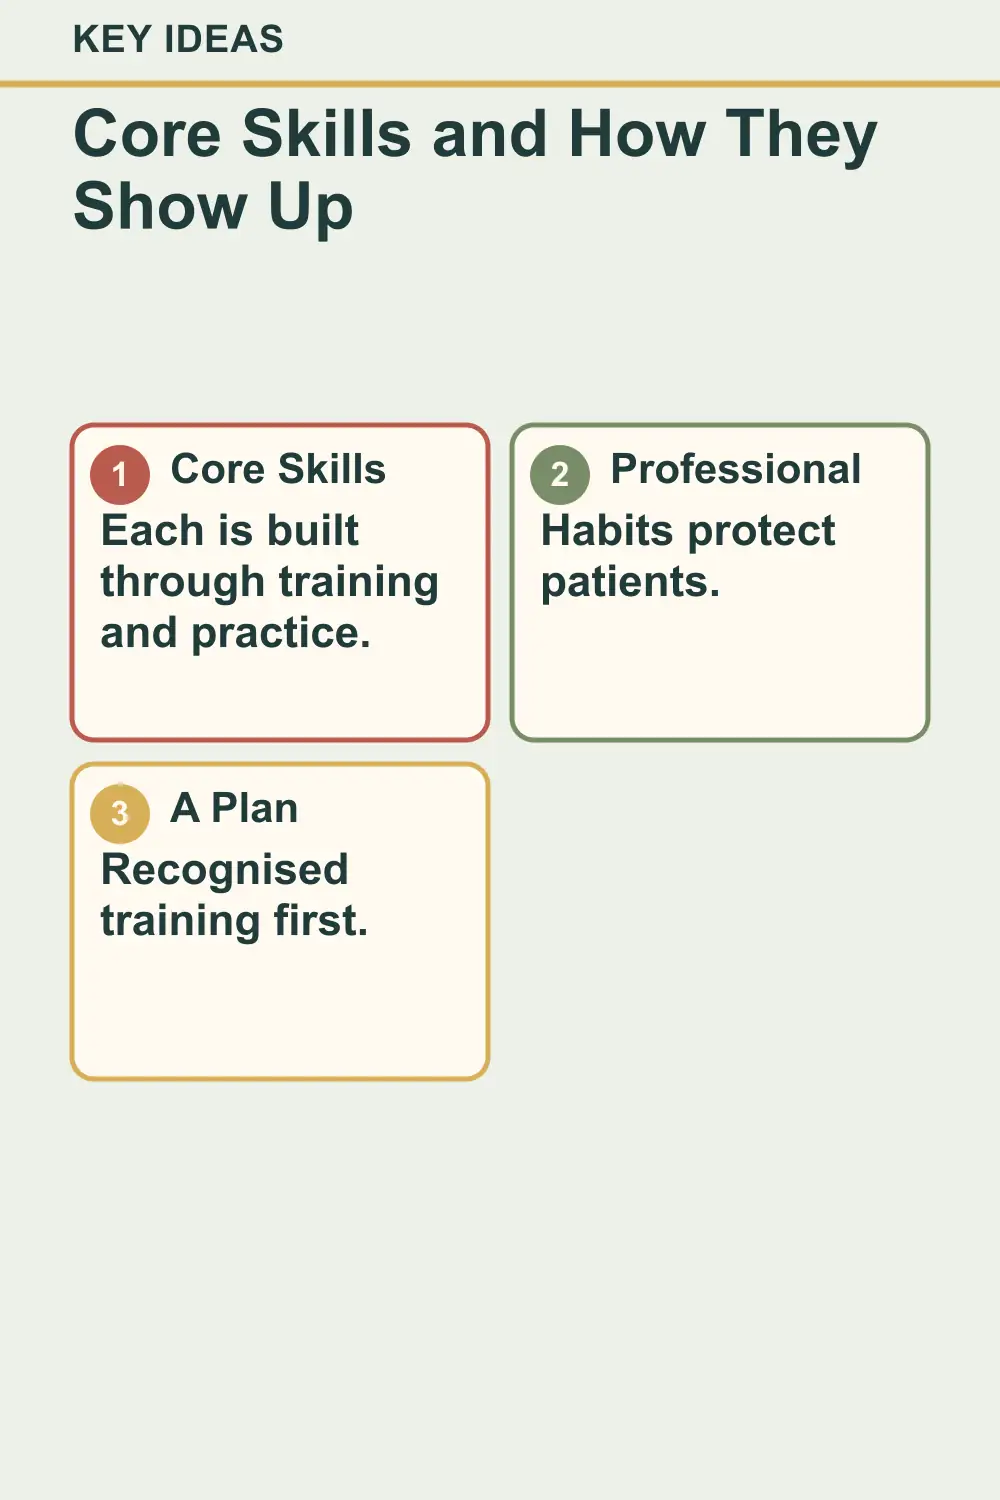 KEY IDEAS
Core Skills and How They
Show Up
1 Core Skills
Each is built
through training
and practice.
2 Professional
Habits protect
patients.
3 A Plan
Recognised
training first.